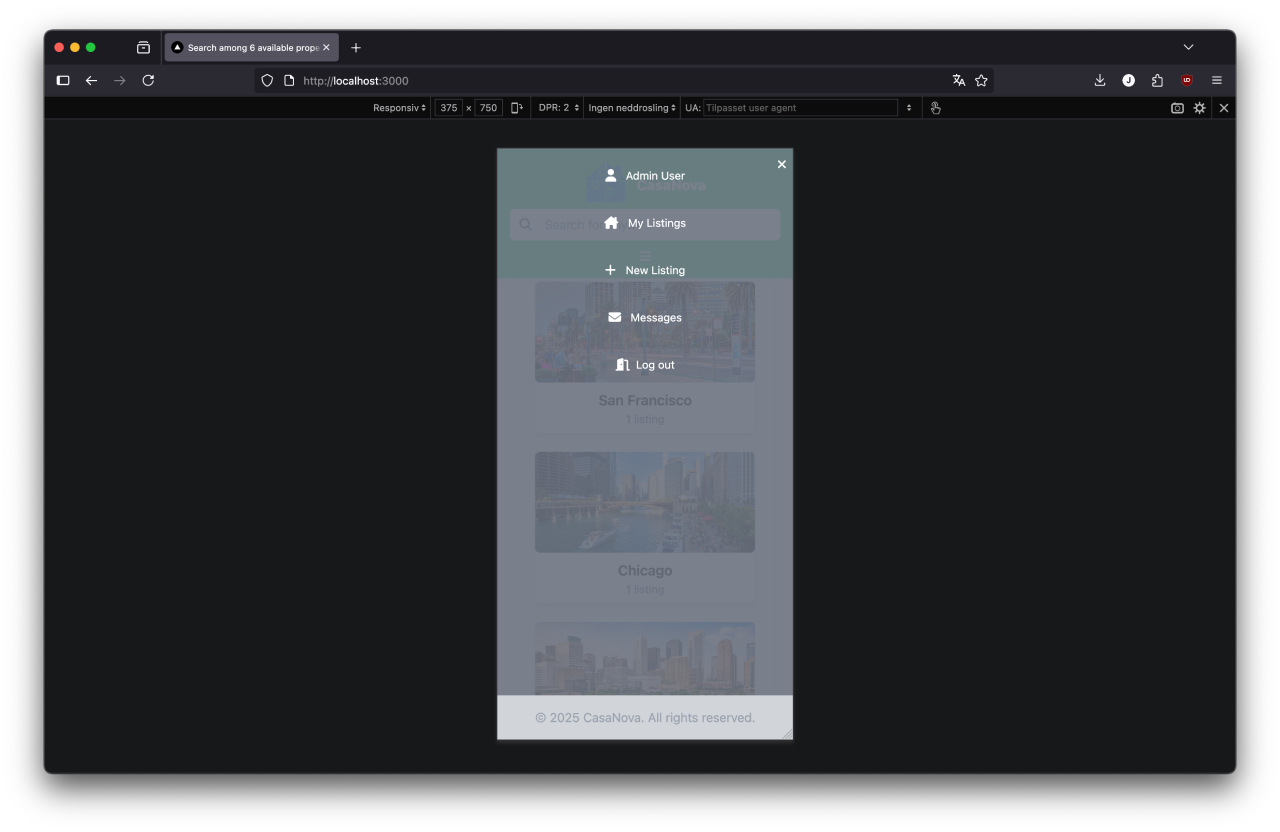 Search among 6 available prope
http://localhost:3000
Responsiv 375 × 750 DPR: 2 Ingen neddrosling UA: Tilpasset user agent
Admin User
CasaNova
My Listings
Search for
New Listing
Messages
Log out
San Francisco
1 listing
Chicago
1 listing
© 2025 CasaNova. All rights reserved.